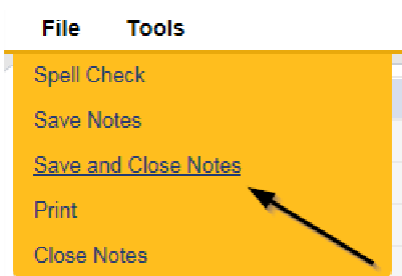 File Tools
Spell Check
Save Notes
Save and Close Notes
Print
Close Notes